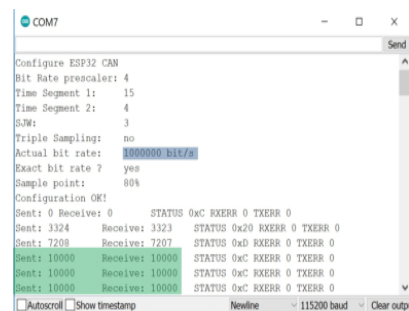 COM7
Send
Configure ESP32 CAN
Bit Rate prescaler: 4
Time Segment 1: 15
Time Segment 2: 4
SJW: 3
Triple Sampling: no
Actual bit rate: 1000000 bit/s
Exact bit rate ? yes
Sample point: 80%
Configuration OK!
Sent: 0 Receive: 0 STATUS 0xC RXERR 0 TXERR 0
Sent: 3324 Receive: 3323 STATUS 0x20 RXERR 0 TXERR 0
Sent: 7208 Receive: 7207 STATUS 0xD RXERR 0 TXERR 0
Sent: 10000 Receive: 10000 STATUS 0xC RXERR 0 TXERR 0
Sent: 10000 Receive: 10000 STATUS 0xC RXERR 0 TXERR 0
Sent: 10000 Receive: 10000 STATUS 0xC RXERR 0 TXERR 0
Autoscroll Show timestamp Newline 115200 baud Clear outp